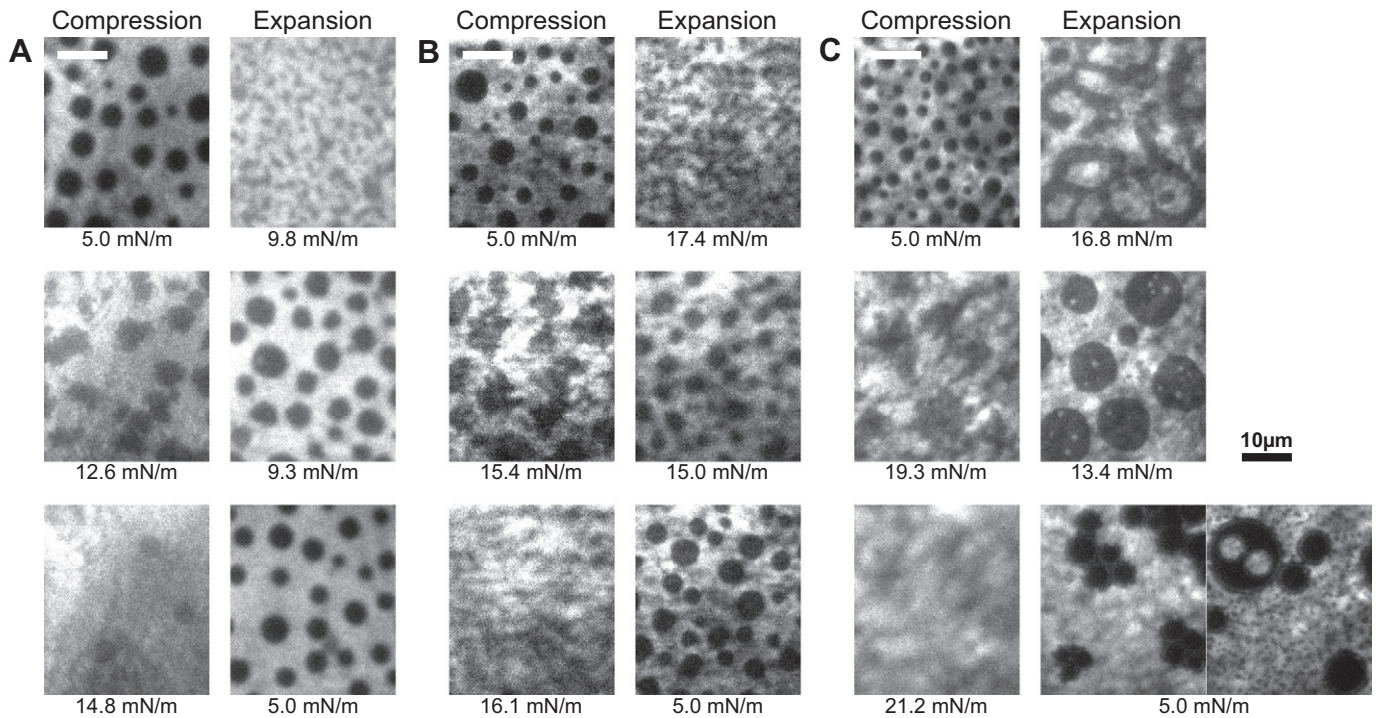 Compression Expansion Compression Expansion Compression Expansion
A B C
5.0 mN/m 9.8 mN/m 5.0 mN/m 17.4 mN/m 5.0 mN/m 16.8 mN/m
12.6 mN/m 9.3 mN/m 15.4 mN/m 15.0 mN/m 19.3 mN/m 13.4 mN/m
10µm
14.8 mN/m 5.0 mN/m 16.1 mN/m 5.0 mN/m 21.2 mN/m 5.0 mN/m